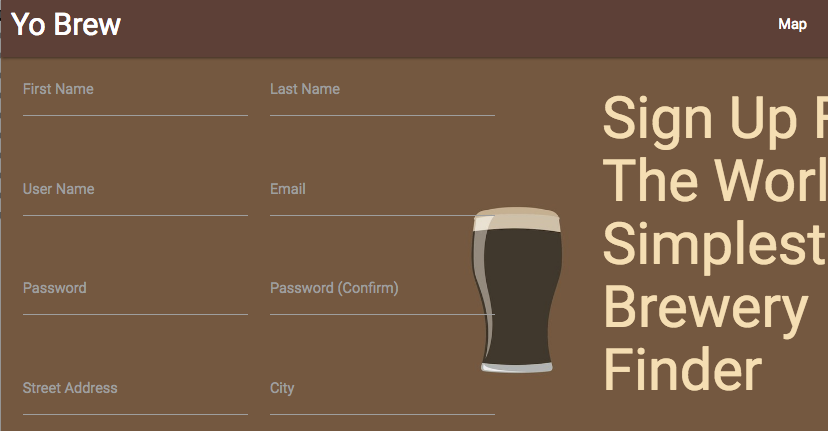 Yo Brew
Map
First Name
Last Name
User Name
Email
Password
Password (Confirm)
Street Address
City
Sign Up
The
Simplest
Brewery
Finder